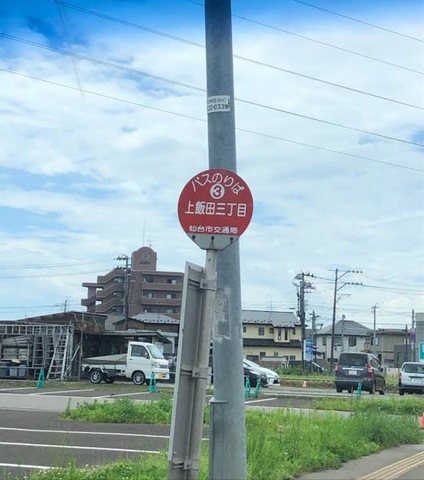 バスのりば
3
上飯田三丁目
仙台市交通局